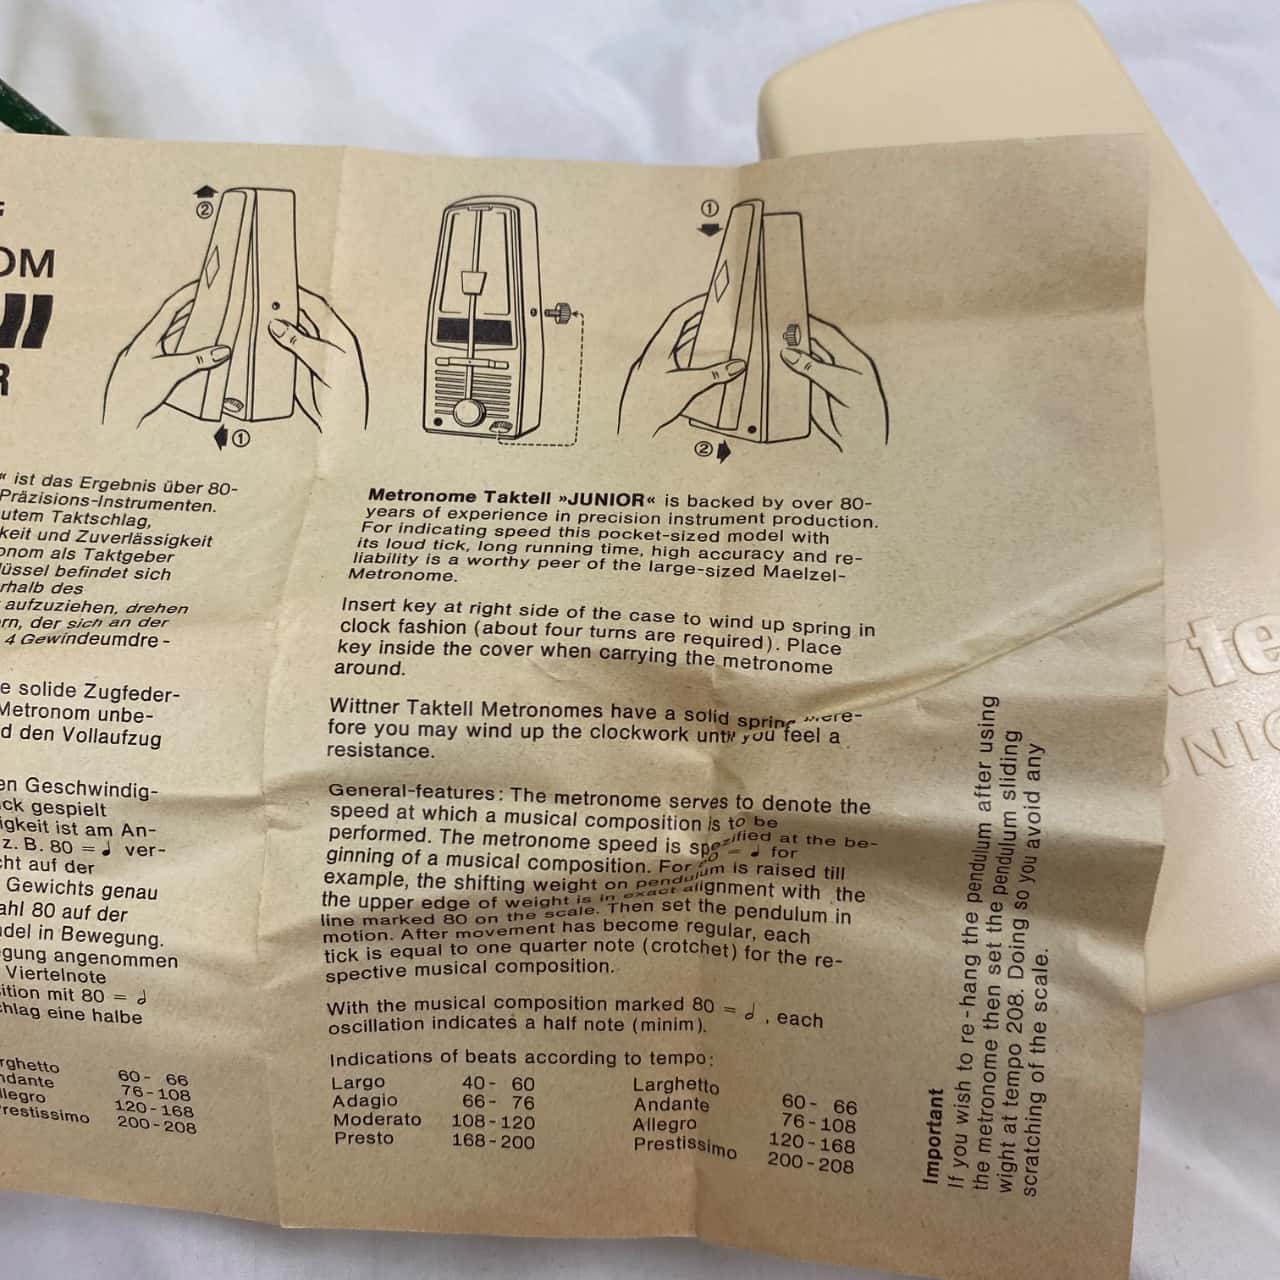 OM
R
②
①
①
②
« ist das Ergebnis über 80-
Präzisions-Instrumenten.
utem Taktschlag,
keit und Zuverlässigkeit
onom als Taktgeber
lüssel befindet sich
rhalb des
aufzuziehen, drehen
rn, der sich an der
4 Gewindeumdre-
e solide Zugfeder-
Metronom unbe-
d den Vollaufzug
en Geschwindig-
ck gespielt
igkeit ist am An-
z. B. 80 = ♩ ver-
cht auf der
Gewichts genau
ahl 80 auf der
ndel in Bewegung.
egung angenommen
Viertelnote
ition mit 80 = 𝅗𝅥
chlag eine halbe
rghetto 60- 66
ndante 76-108
llegro 120-168
restissimo 200-208
Metronome Taktell »JUNIOR« is backed by over 80-
years of experience in precision instrument production.
For indicating speed this pocket-sized model with
its loud tick, long running time, high accuracy and re-
liability is a worthy peer of the large-sized Maelzel-
Metronome.
Insert key at right side of the case to wind up spring in
clock fashion (about four turns are required). Place
key inside the cover when carrying the metronome
around.
Wittner Taktell Metronomes have a solid spring there-
fore you may wind up the clockwork until you feel a
resistance.
General-features: The metronome serves to denote the
speed at which a musical composition is to be
performed. The metronome speed is specified at the be-
ginning of a musical composition. For 80 = ♩ for
example, the shifting weight on pendulum is raised till
the upper edge of weight is in exact alignment with the
line marked 80 on the scale. Then set the pendulum in
motion. After movement has become regular, each
tick is equal to one quarter note (crotchet) for the re-
spective musical composition.
With the musical composition marked 80 = 𝅗𝅥, each
oscillation indicates a half note (minim).
Indications of beats according to tempo:
Largo 40- 60 Larghetto 60- 66
Adagio 66- 76 Andante 76-108
Moderato 108-120 Allegro 120-168
Presto 168-200 Prestissimo 200-208
Important
If you wish to re-hang the pendulum after using
the metronome then set the pendulum sliding
wight at tempo 208. Doing so you avoid any
scratching of the scale.
kte
UNIO